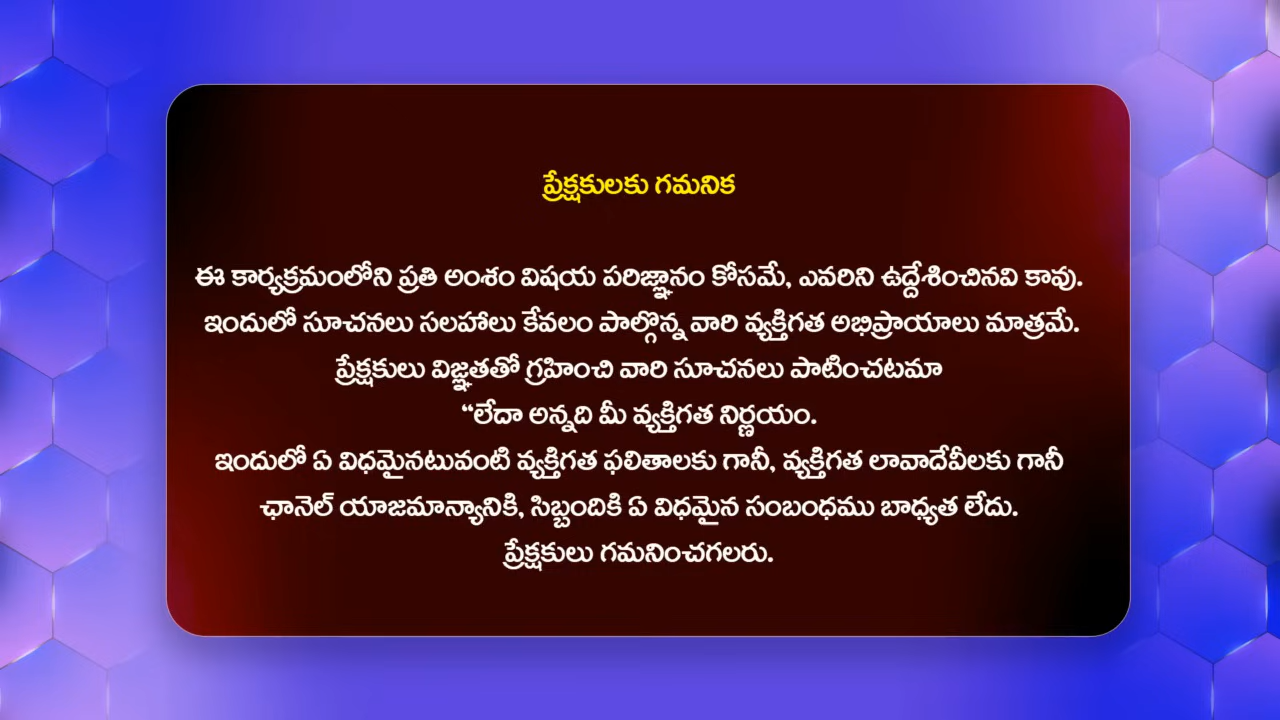 ప్రేక్షకులకు గమనిక
ఈ కార్యక్రమంలోని ప్రతి అంశం విషయ పరిజ్ఞానం కోసమే, ఎవరిని ఉద్దేశించినవి కావు.
ఇందులో సూచనలు సలహాలు కేవలం పాల్గొన్న వారి వ్యక్తిగత అభిప్రాయాలు మాత్రమే.
ప్రేక్షకులు విజ్ఞతతో గ్రహించి వారి సూచనలు పాటించటమా
“లేదా అన్నది మీ వ్యక్తిగత నిర్ణయం.
ఇందులో ఏ విధమైనటువంటి వ్యక్తిగత ఫలితాలకు గానీ, వ్యక్తిగత లావాదేవీలకు గానీ
ఛానెల్ యాజమాన్యానికి, సిబ్బందికి ఏ విధమైన సంబంధము బాధ్యత లేదు.
ప్రేక్షకులు గమనించగలరు.